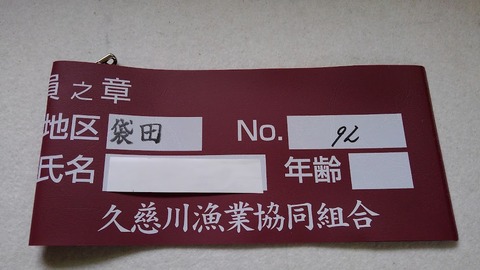 員之章
地区 袋田 No. 92
氏名 年齢
久慈川漁業協同組合